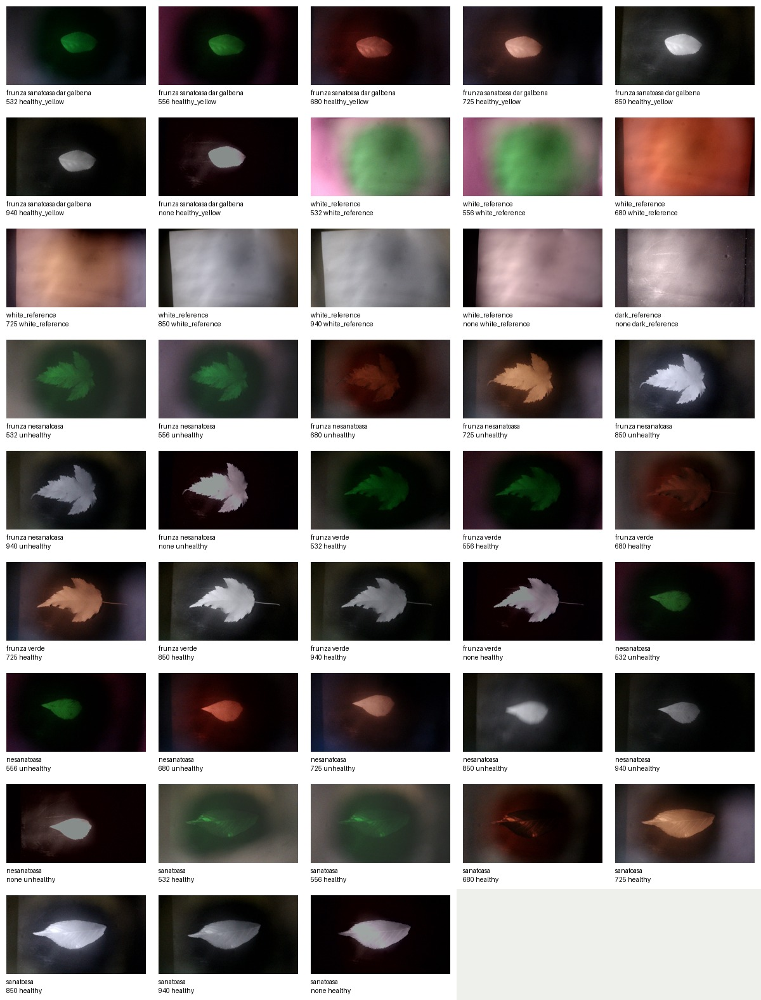 frunza sanatoasa dar galbena
532 healthy_yellow
frunza sanatoasa dar galbena
556 healthy_yellow
frunza sanatoasa dar galbena
680 healthy_yellow
frunza sanatoasa dar galbena
725 healthy_yellow
frunza sanatoasa dar galbena
850 healthy_yellow
frunza sanatoasa dar galbena
940 healthy_yellow
frunza sanatoasa dar galbena
none healthy_yellow
white_reference
532 white_reference
white_reference
556 white_reference
white_reference
680 white_reference
white_reference
725 white_reference
white_reference
850 white_reference
white_reference
940 white_reference
white_reference
none white_reference
dark_reference
none dark_reference
frunza nesanatoasa
532 unhealthy
frunza nesanatoasa
556 unhealthy
frunza nesanatoasa
680 unhealthy
frunza nesanatoasa
725 unhealthy
frunza nesanatoasa
850 unhealthy
frunza nesanatoasa
940 unhealthy
frunza nesanatoasa
none unhealthy
frunza verde
532 healthy
frunza verde
556 healthy
frunza verde
680 healthy
frunza verde
725 healthy
frunza verde
850 healthy
frunza verde
940 healthy
frunza verde
none healthy
nesanatoasa
532 unhealthy
nesanatoasa
556 unhealthy
nesanatoasa
680 unhealthy
nesanatoasa
725 unhealthy
nesanatoasa
850 unhealthy
nesanatoasa
940 unhealthy
nesanatoasa
none unhealthy
sanatoasa
532 healthy
sanatoasa
556 healthy
sanatoasa
680 healthy
sanatoasa
725 healthy
sanatoasa
850 healthy
sanatoasa
940 healthy
sanatoasa
none healthy